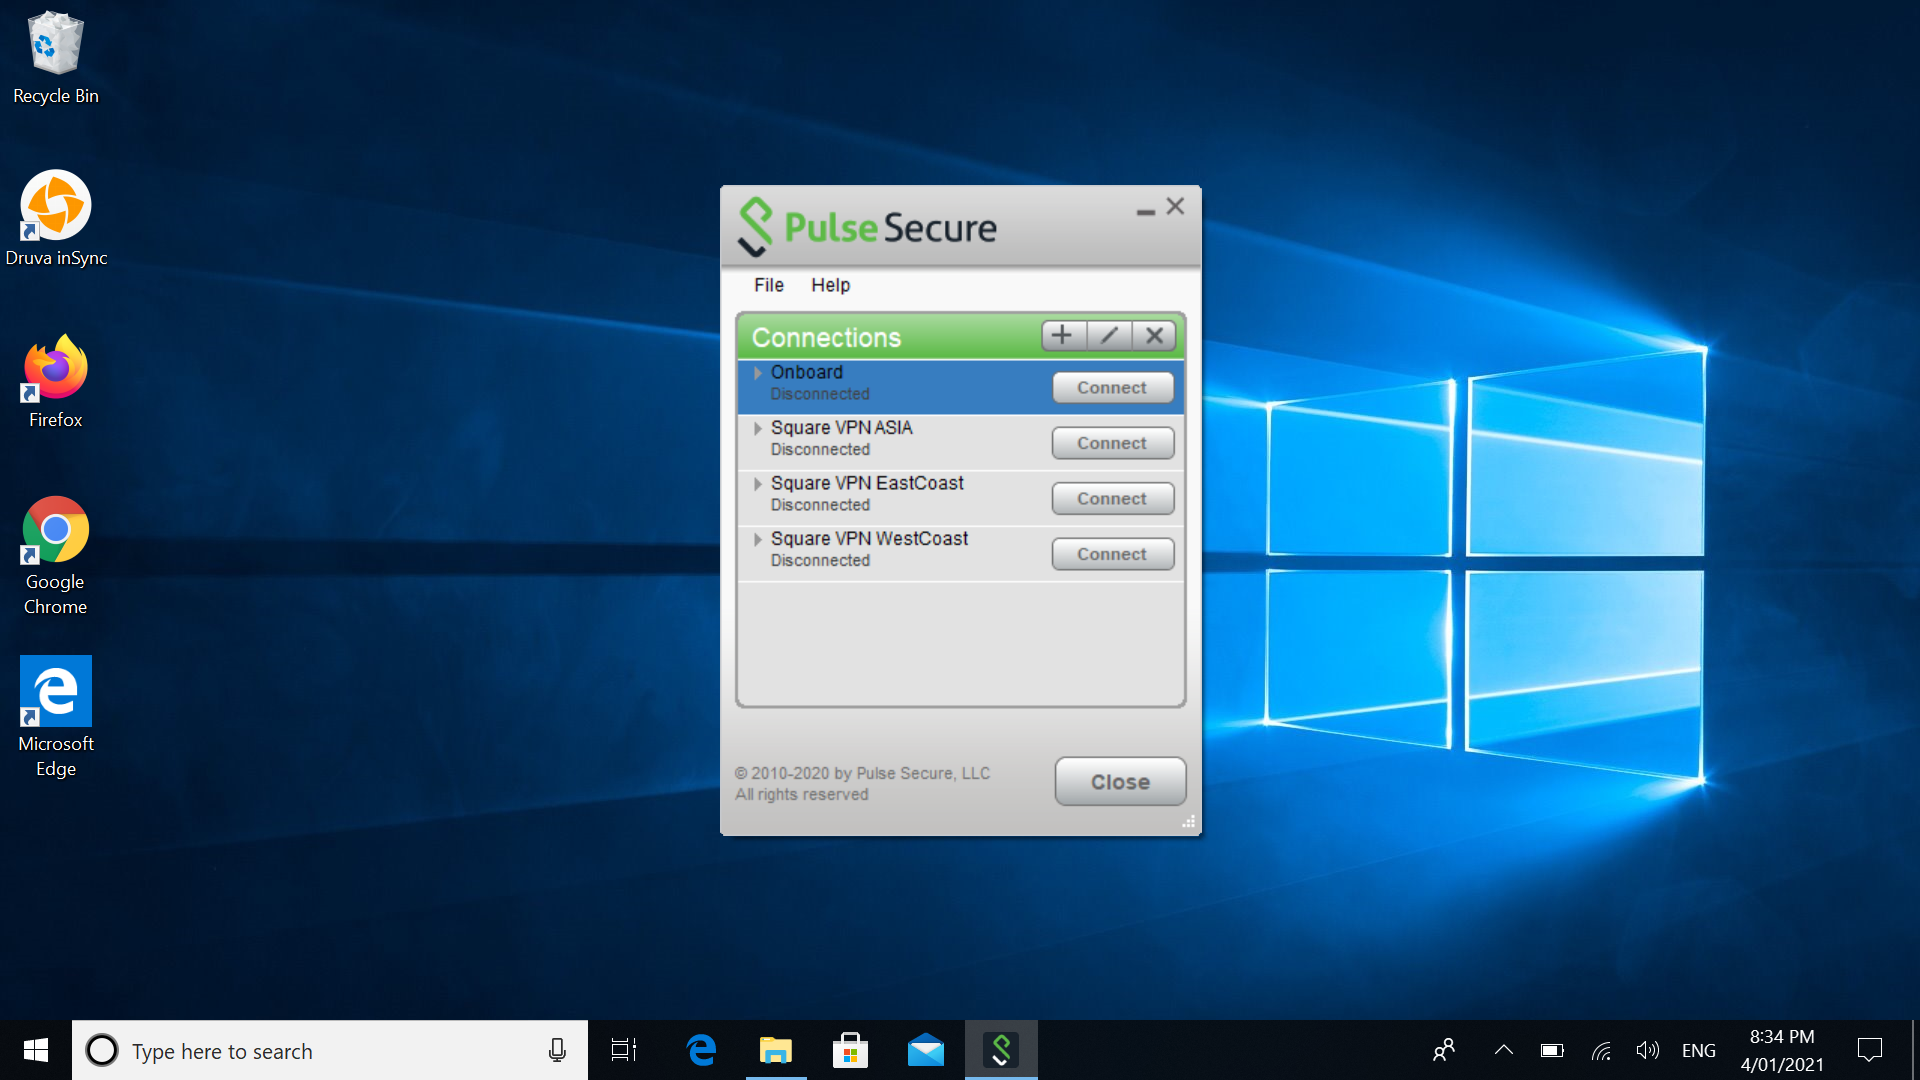 Recycle Bin
Druva inSync
Firefox
Google
Chrome
Microsoft
Edge
Pulse Secure
File Help
Connections
Onboard
Disconnected
Connect
Square VPN ASIA
Disconnected
Connect
Square VPN EastCoast
Disconnected
Connect
Square VPN WestCoast
Disconnected
Connect
© 2010-2020 by Pulse Secure, LLC
All rights reserved
Close
Type here to search
ENG
8:34 PM
4/01/2021